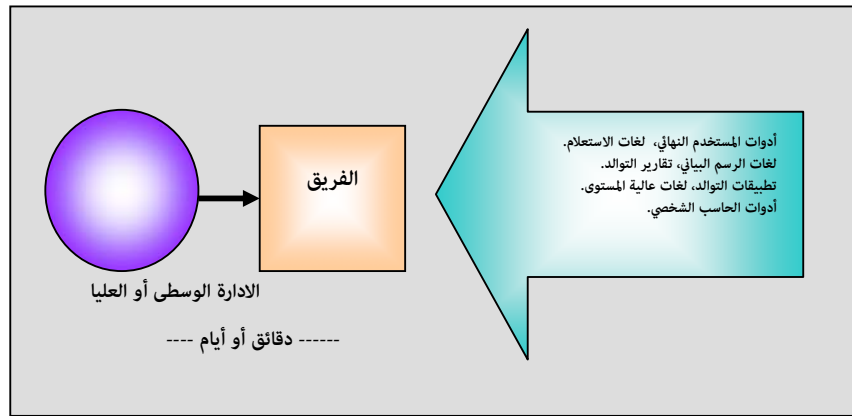 أدوات المستخدم النهائي، لغات الاستعلام.
لغات الرسم البياني، تقارير التوالد.
تطبيقات التوالد، لغات عالية المستوى.
أدوات الحاسب الشخصي.
الفريق
الادارة الوسطى أو العليا
------ دقائق أو أيام ----